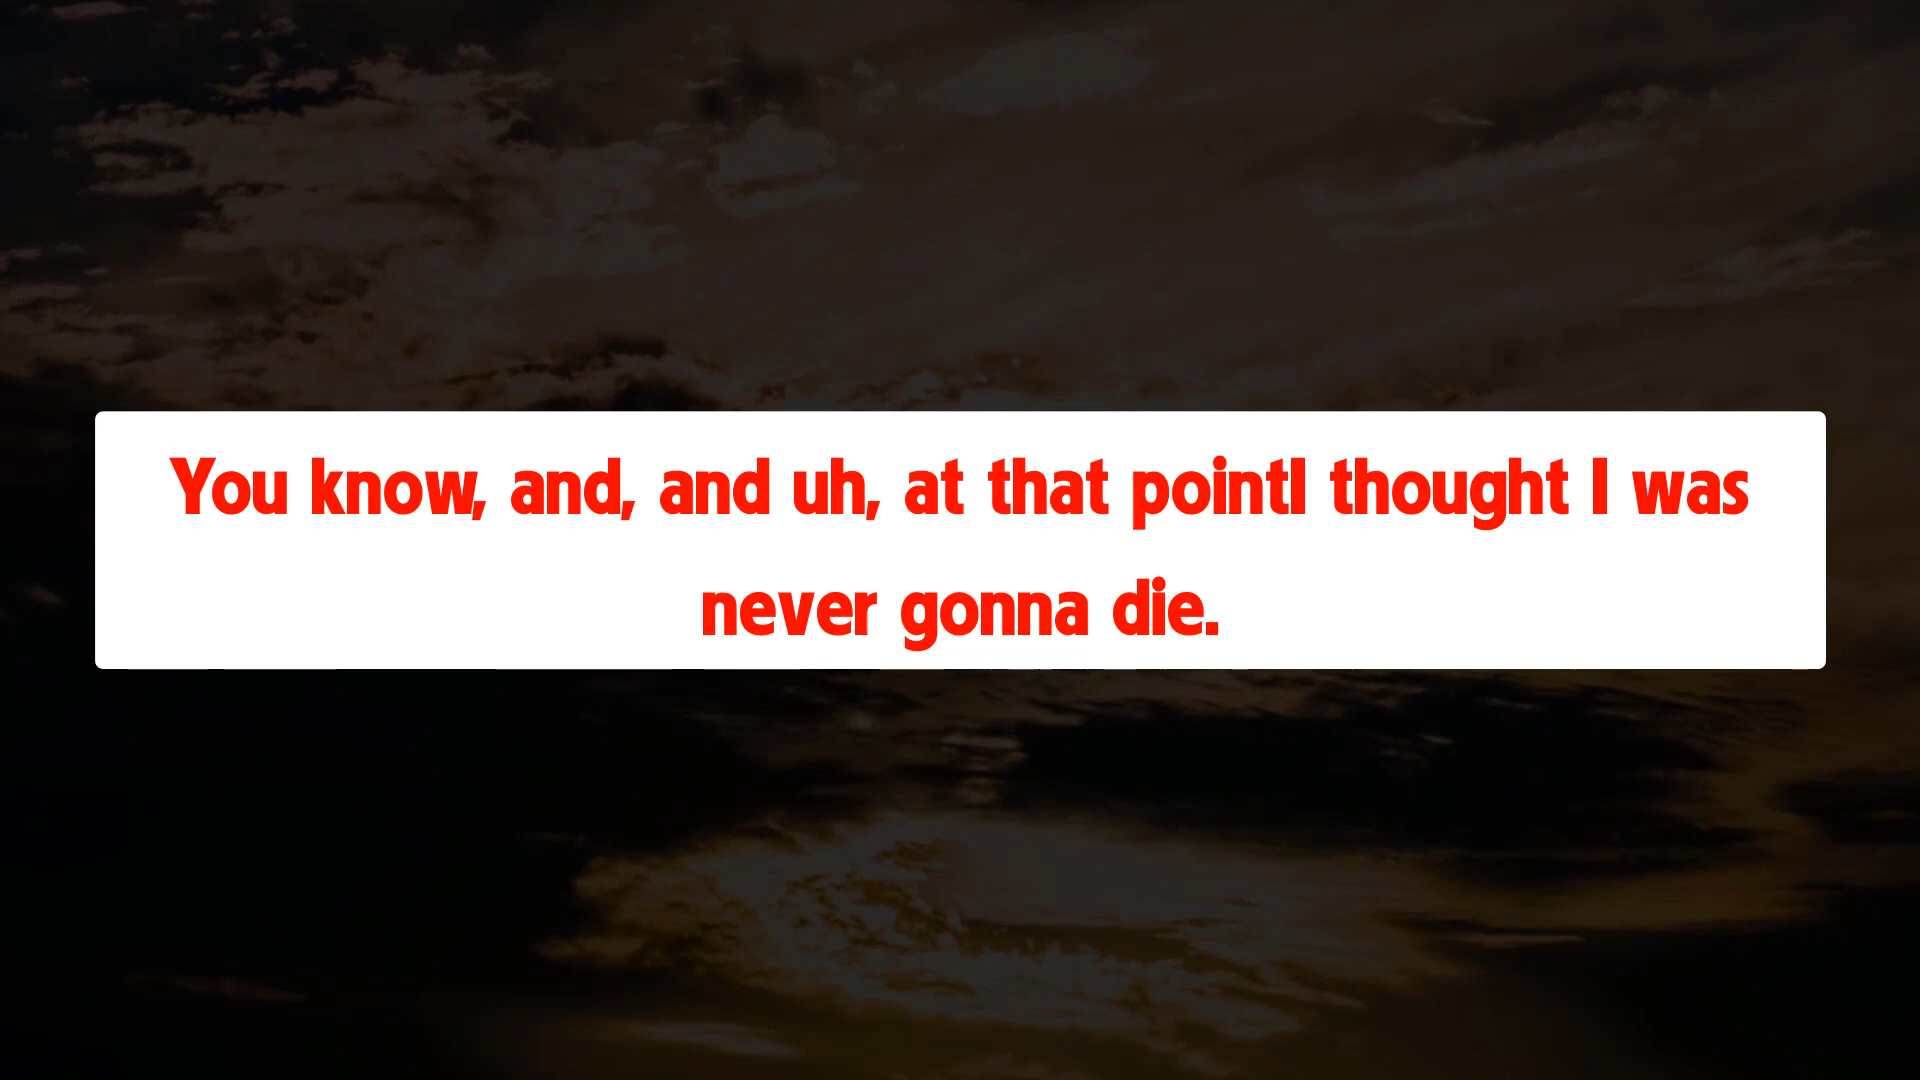 You know, and, and uh, at that pointI thought I was
never gonna die.